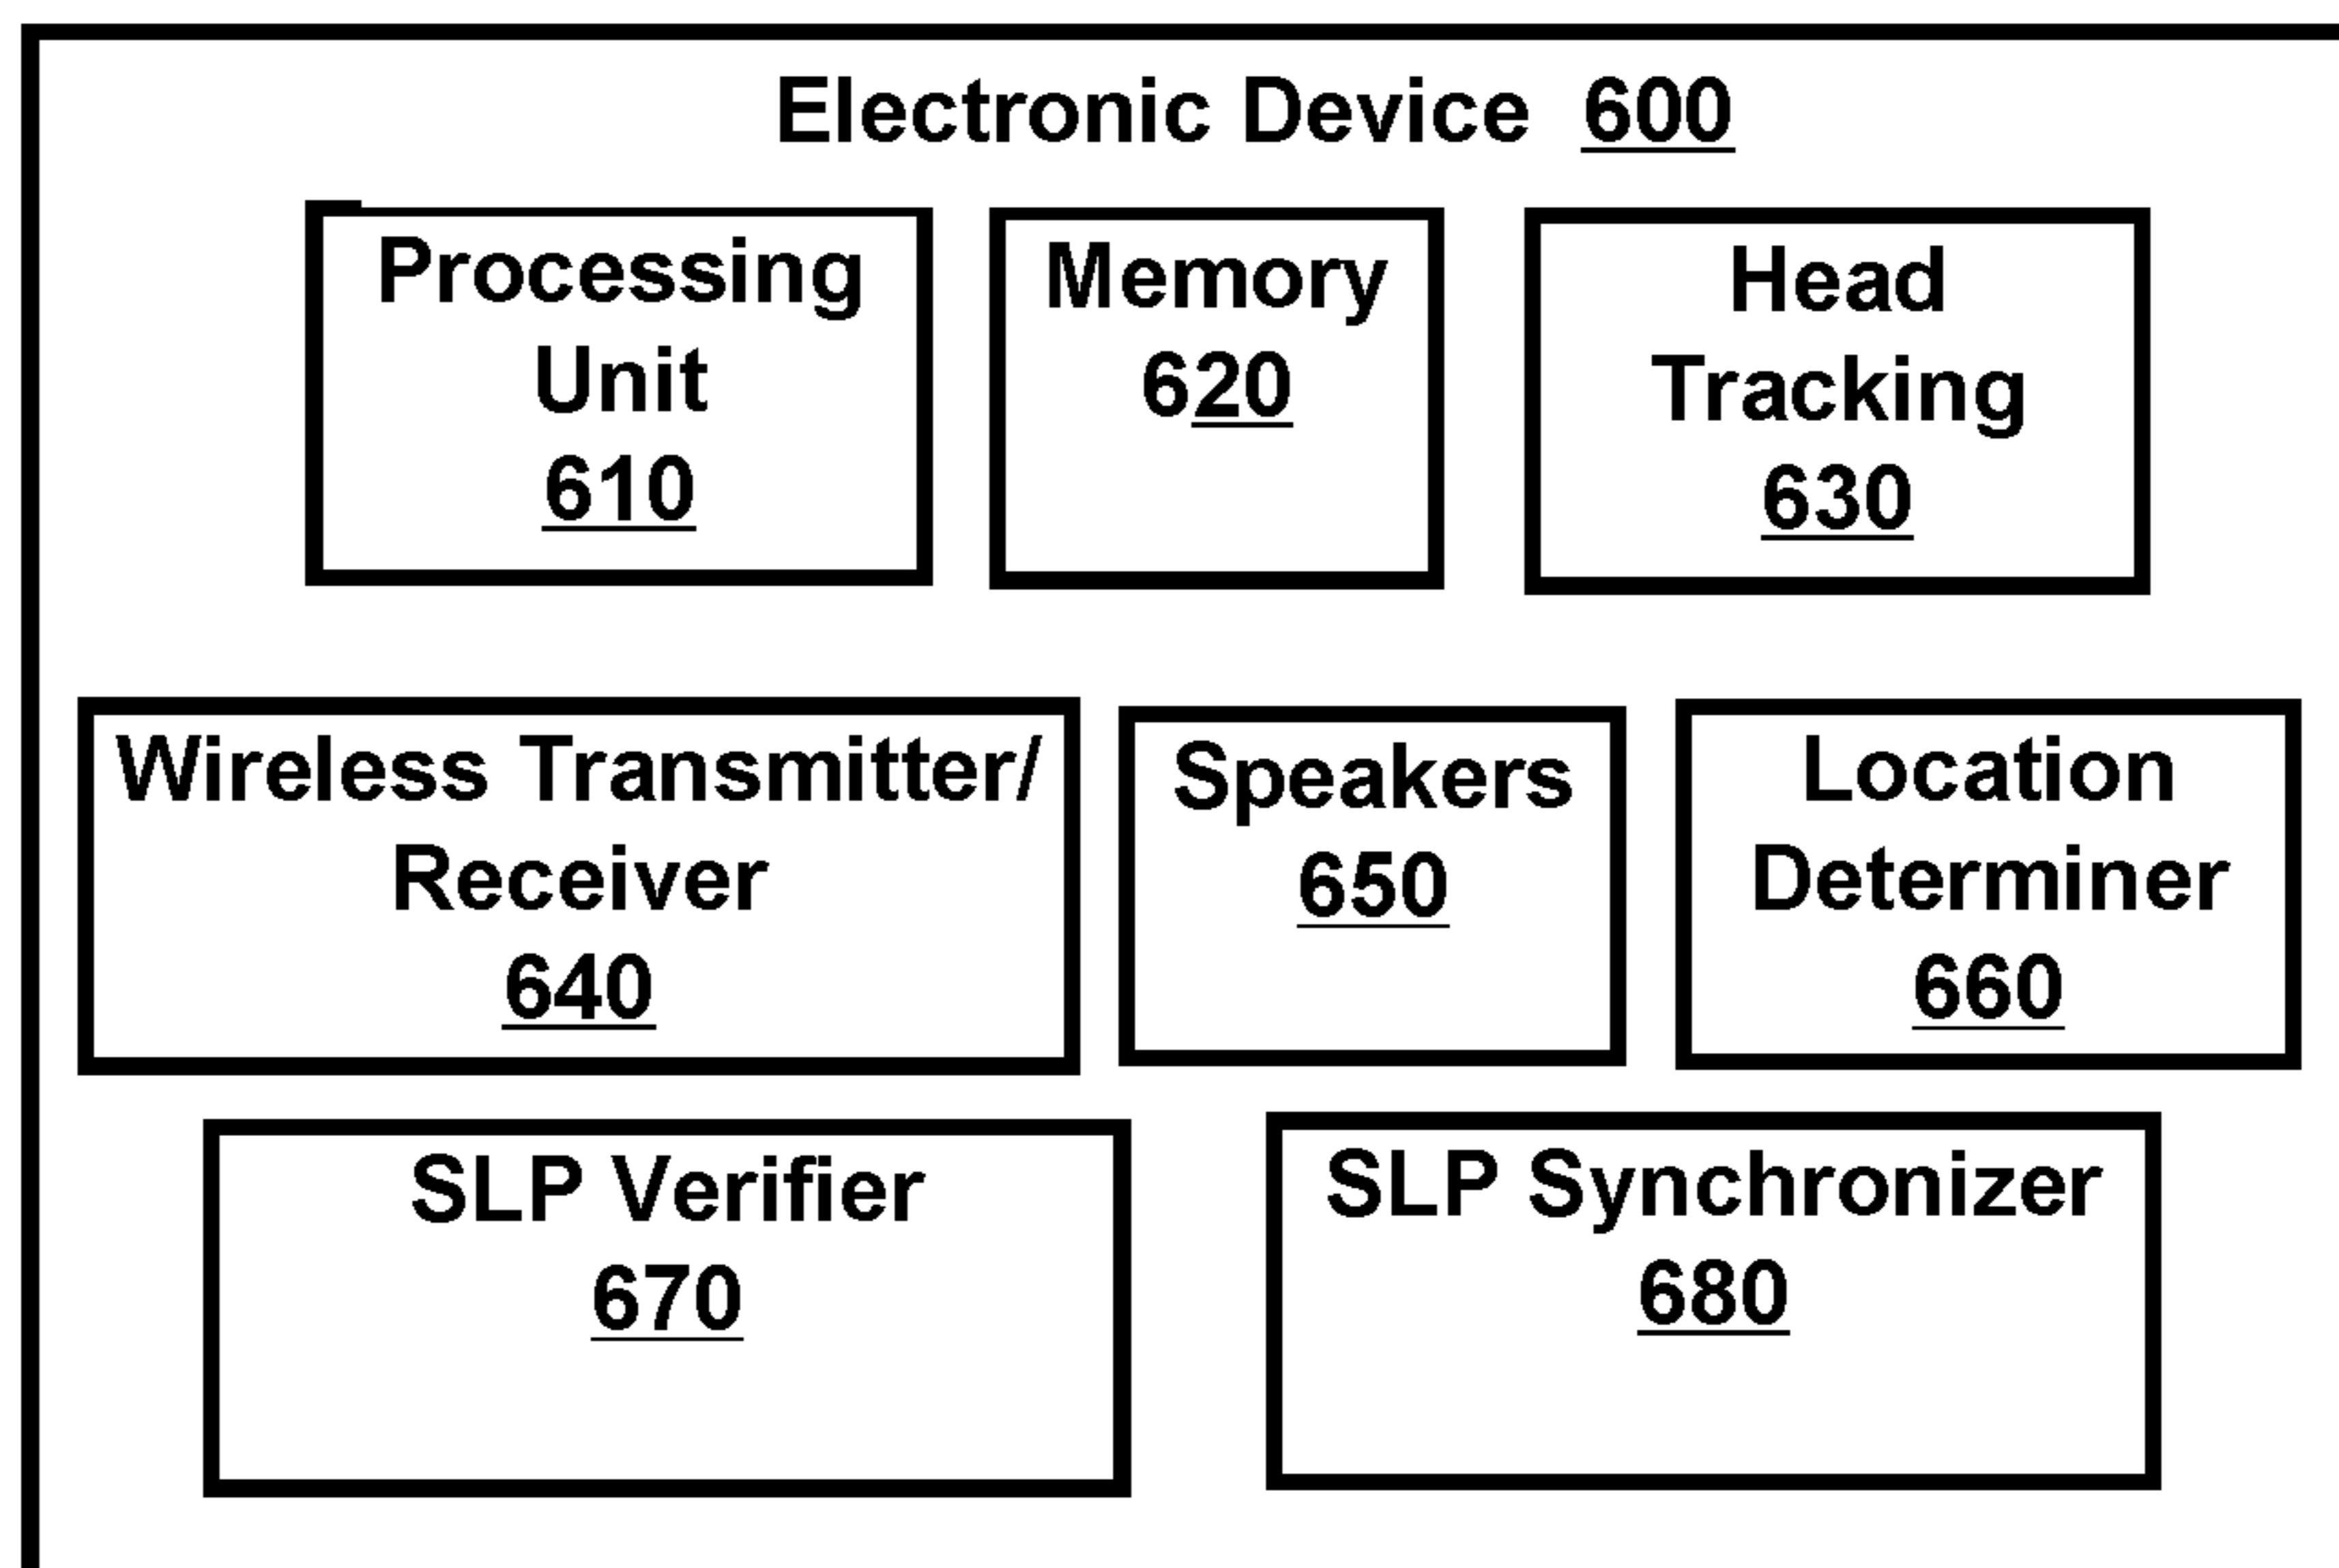 Electronic Device 600
Processing
Unit
610
Memory
620
Head
Tracking
630
Wireless Transmitter/
Receiver
640
Speakers
650
Location
Determiner
660
SLP Verifier
670
SLP Synchronizer
680